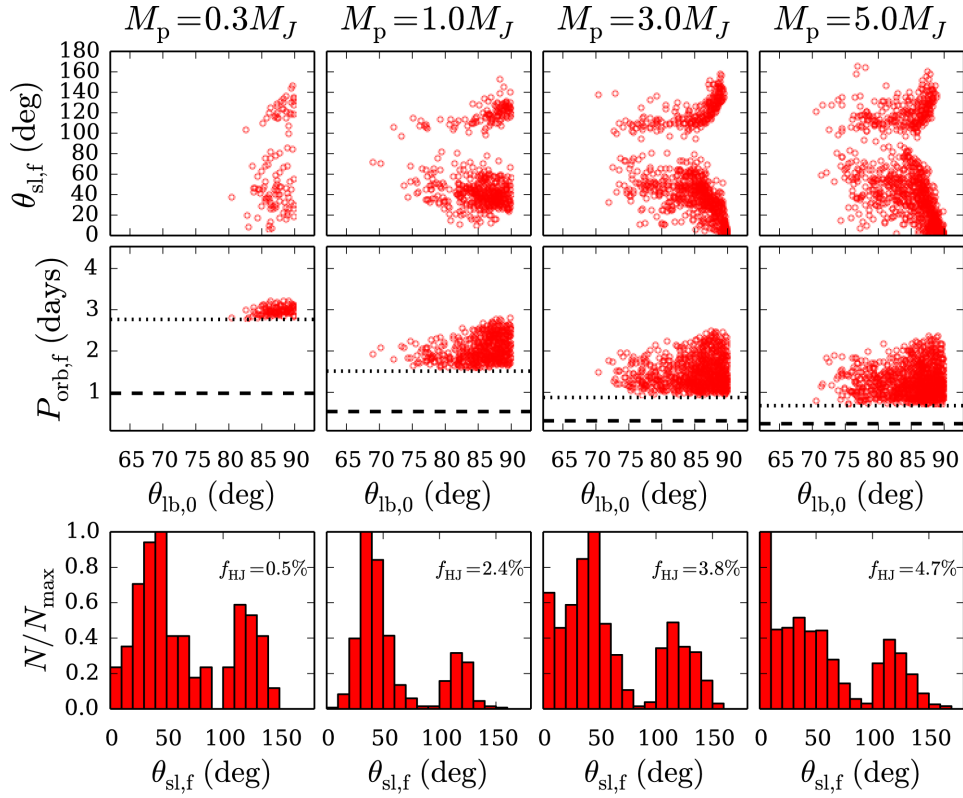 M_p=0.3M_J M_p=1.0M_J M_p=3.0M_J M_p=5.0M_J
θ_sl,f (deg)
180
160
140
120
100
80
60
40
20
0
P_orb,f (days)
4
3
2
1
65 70 75 80 85 90 65 70 75 80 85 90 65 70 75 80 85 90 65 70 75 80 85 90
θ_lb,0 (deg) θ_lb,0 (deg) θ_lb,0 (deg) θ_lb,0 (deg)
N/N_max
1.0
0.8
0.6
0.4
0.2
0.0
f_HJ=0.5% f_HJ=2.4% f_HJ=3.8% f_HJ=4.7%
0 50 100 150 0 50 100 150 0 50 100 150 0 50 100 150
θ_sl,f (deg) θ_sl,f (deg) θ_sl,f (deg) θ_sl,f (deg)